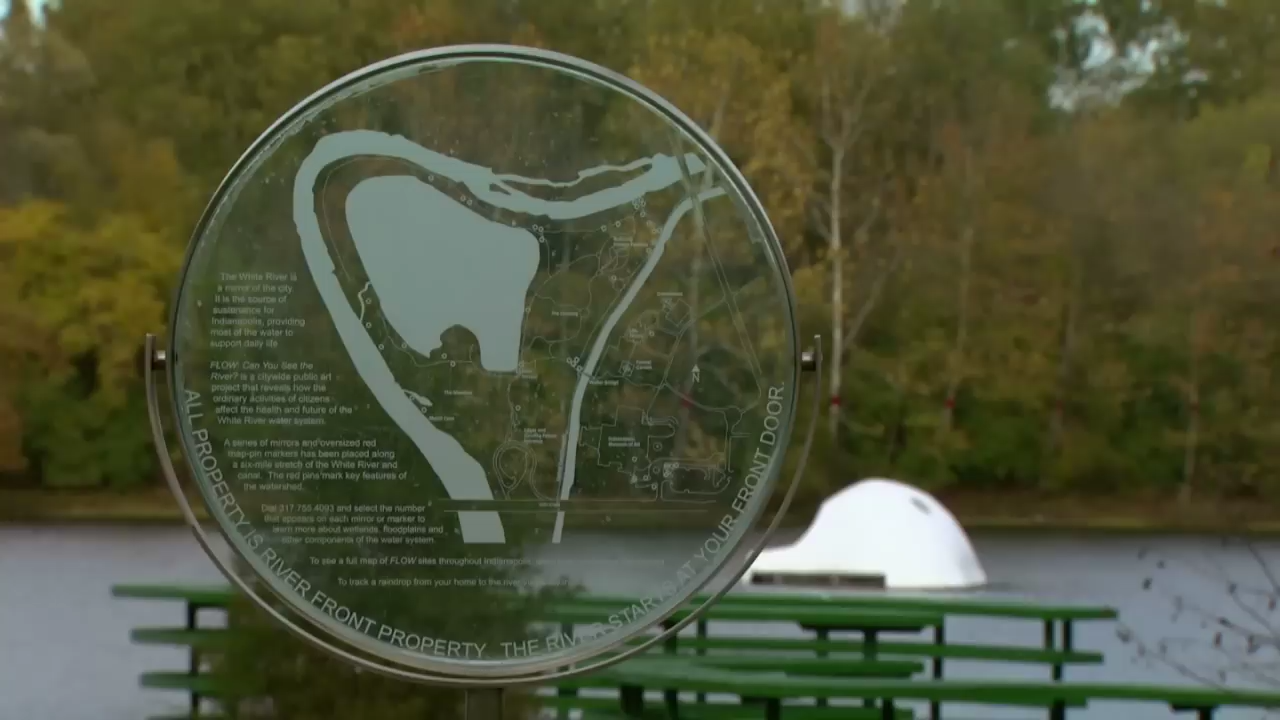 The White River is
a mirror of the city.
It is the source of
sustenance for
Indianapolis, providing
most of the water to
support daily life.
FLOW: Can You See the
River? is a citywide public art
project that reveals how the
ordinary activities of citizens
affect the health and future of the
White River water system.
A series of mirrors and oversized red
map-pin markers has been placed along
a six-mile stretch of the White River and
canal. The red pins mark key features of
the watershed.
Dial 317.759.4093 and select the number
that appears on each mirror or marker to
learn more about wetlands, floodplains and
other components of the water system.
To see a full map of FLOW sites throughout Indianapolis,
To track a raindrop from your home to the river,
ALL PROPERTY IS RIVER FRONT PROPERTY. THE RIVER STARTS AT YOUR FRONT DOOR.
N